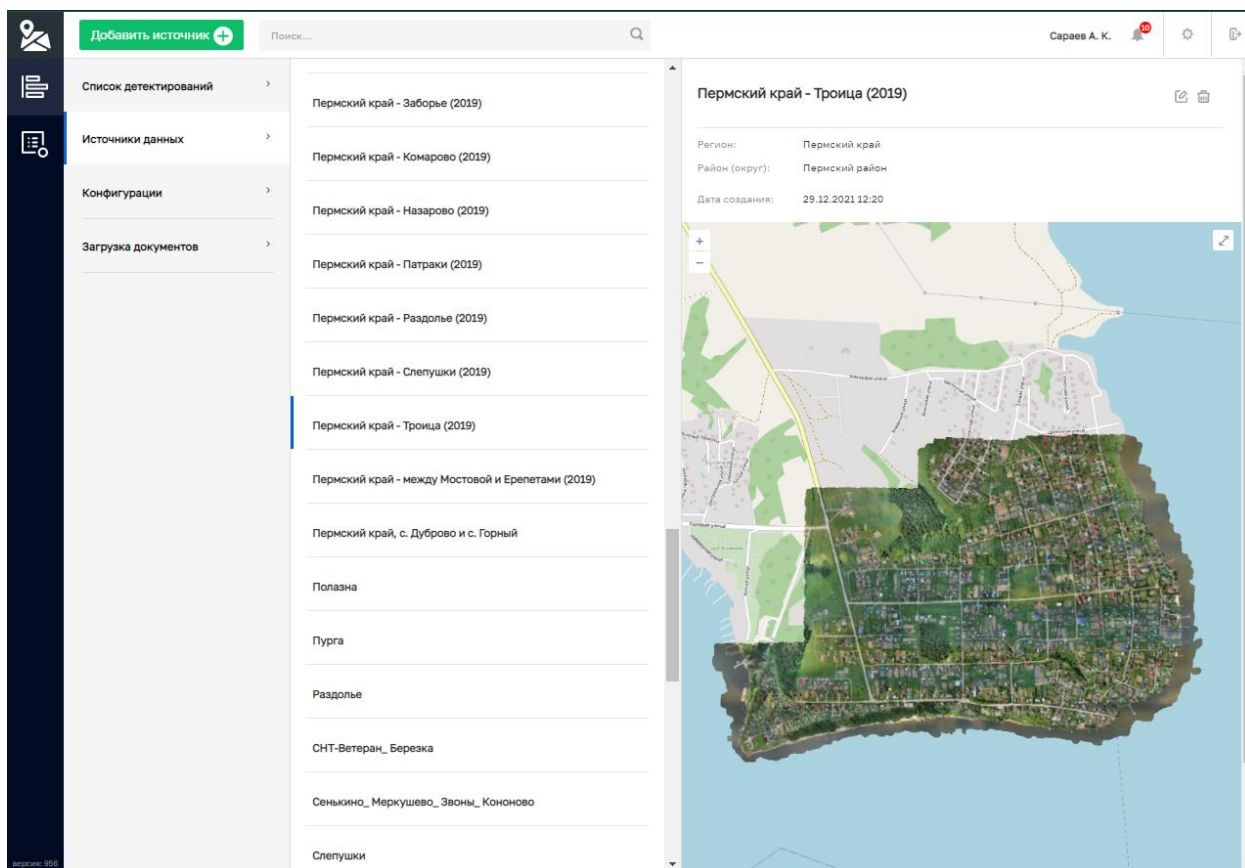 Добавить источник
Поиск...
Сараев А. К.
10
Список детектирований
Источники данных
Конфигурации
Загрузка документов
Пермский край - Заборье (2019)
Пермский край - Комарово (2019)
Пермский край - Назарово (2019)
Пермский край - Патраки (2019)
Пермский край - Раздолье (2019)
Пермский край - Слепушки (2019)
Пермский край - Троица (2019)
Пермский край - между Мостовой и Ерепетами (2019)
Пермский край, с. Дуброво и с. Горный
Полазна
Пурга
Раздолье
СНТ-Ветеран_ Березка
Сенькино_ Меркушево_ Звоны_ Кононово
Слепушки
Пермский край - Троица (2019)
Регион: Пермский край
Район (округ): Пермский район
Дата создания: 29.12.2021 12:20
+
−
версия: 956